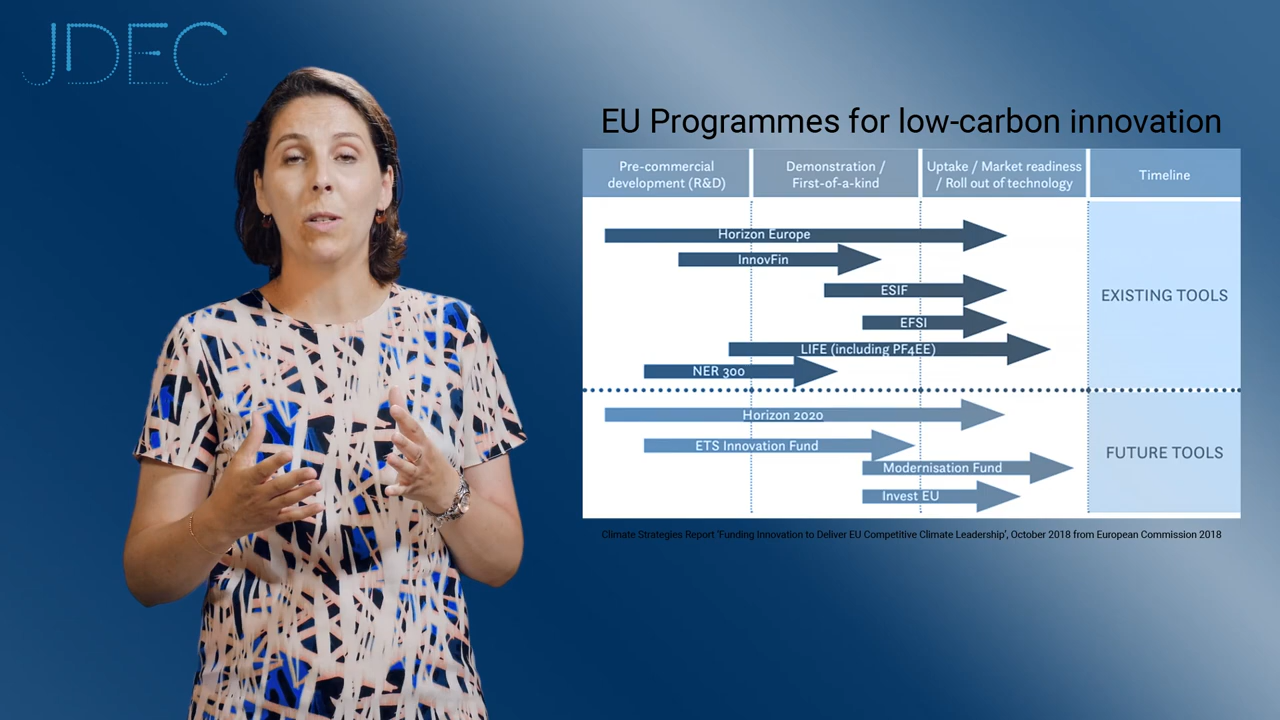 JDEC
EU Programmes for low-carbon innovation
Pre-commercial
development (R&D)
Demonstration /
First-of-a-kind
Uptake / Market readiness
/ Roll out of technology
Timeline
Horizon Europe
InnovFin
ESIF
EFSI
LIFE (including PF4EE)
NER 300
EXISTING TOOLS
Horizon 2020
ETS Innovation Fund
Modernisation Fund
Invest EU
FUTURE TOOLS
Climate Strategies Report 'Funding Innovation to Deliver EU Competitive Climate Leadership', October 2018 from European Commission 2018